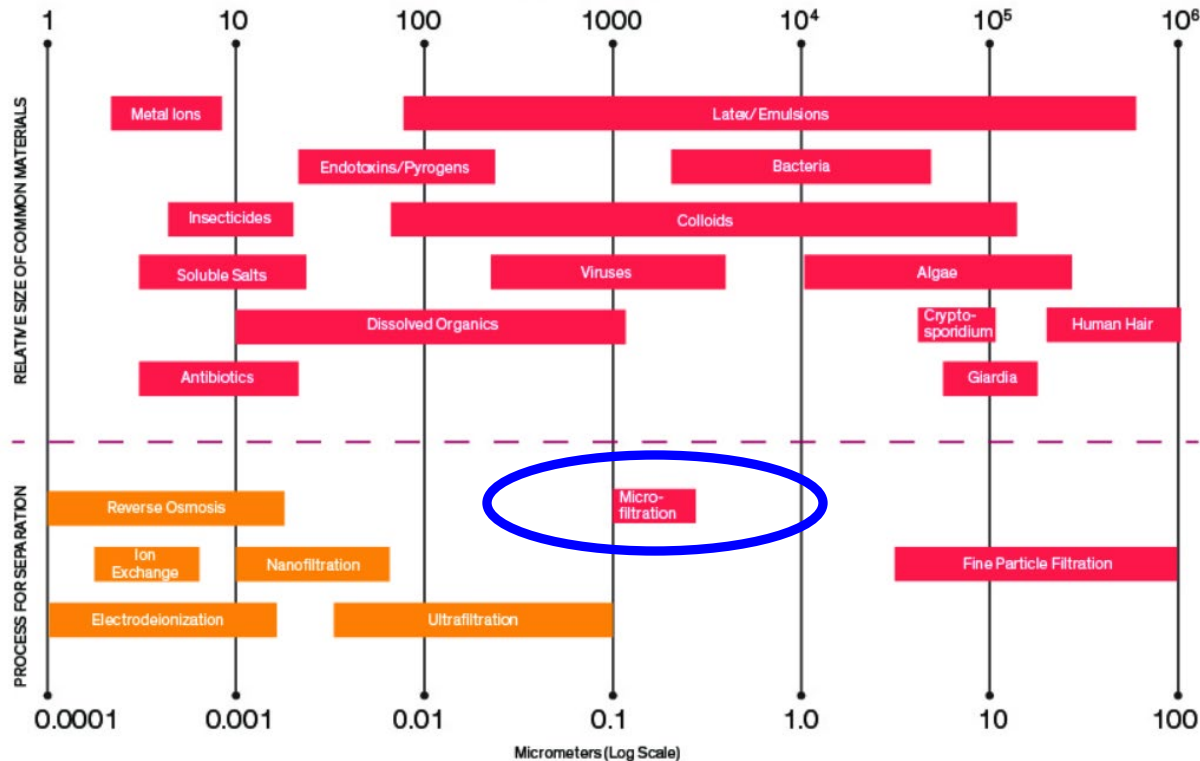 1 10 100 1000 10⁴ 10⁵ 10⁶
RELATIVE SIZE OF COMMON MATERIALS
Metal Ions
Latex/Emulsions
Endotoxins/Pyrogens
Bacteria
Insecticides
Colloids
Soluble Salts
Viruses
Algae
Dissolved Organics
Crypto-
sporidium
Human Hair
Antibiotics
Giardia
PROCESS FOR SEPARATION
Reverse Osmosis
Micro-
filtration
Ion
Exchange
Nanofiltration
Fine Particle Filtration
Electrodeionization
Ultrafiltration
0.0001 0.001 0.01 0.1 1.0 10 100
Micrometers (Log Scale)